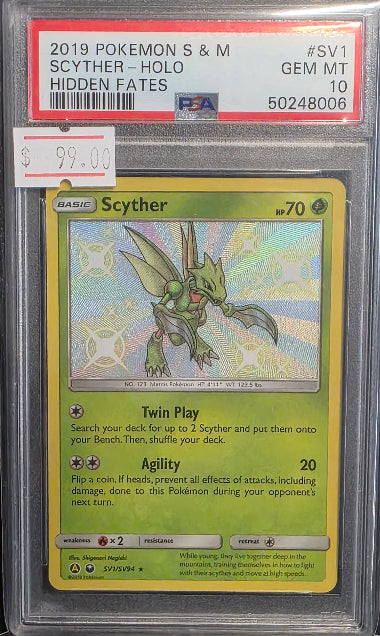 2019 POKEMON S & M #SV1
SCYTHER - HOLO GEM MT
HIDDEN FATES 10
PSA 50248006
$ 99.00
BASIC Scyther HP70
NO. 123 Mantis Pokémon HT: 4'11" WT: 123.5 lbs
Twin Play
Search your deck for up to 2 Scyther and put them onto
your Bench. Then, shuffle your deck.
Agility 20
Flip a coin. If heads, prevent all effects of attacks, including
damage, done to this Pokémon during your opponent's
next turn.
weakness x2 resistance retreat
Illus. Shigenori Negishi
SV1/SV94 ★
©2019 Pokémon
While young, they live together deep in the
mountains, training themselves in how to fight
with their scythes and move at high speeds.